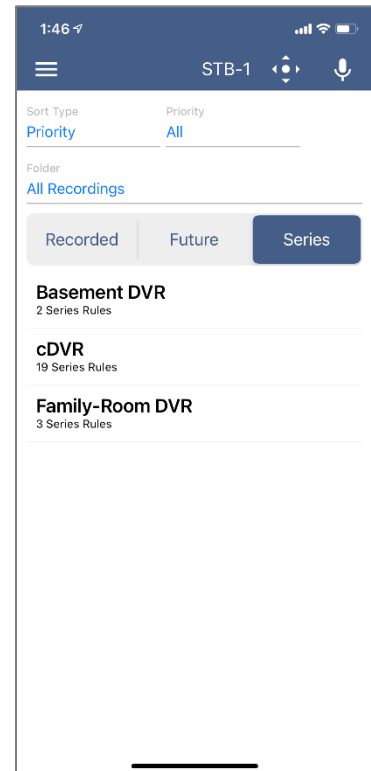 1:46
STB-1
Sort Type Priority
Priority All
Folder
All Recordings
Recorded Future Series
Basement DVR
2 Series Rules
cDVR
19 Series Rules
Family-Room DVR
3 Series Rules